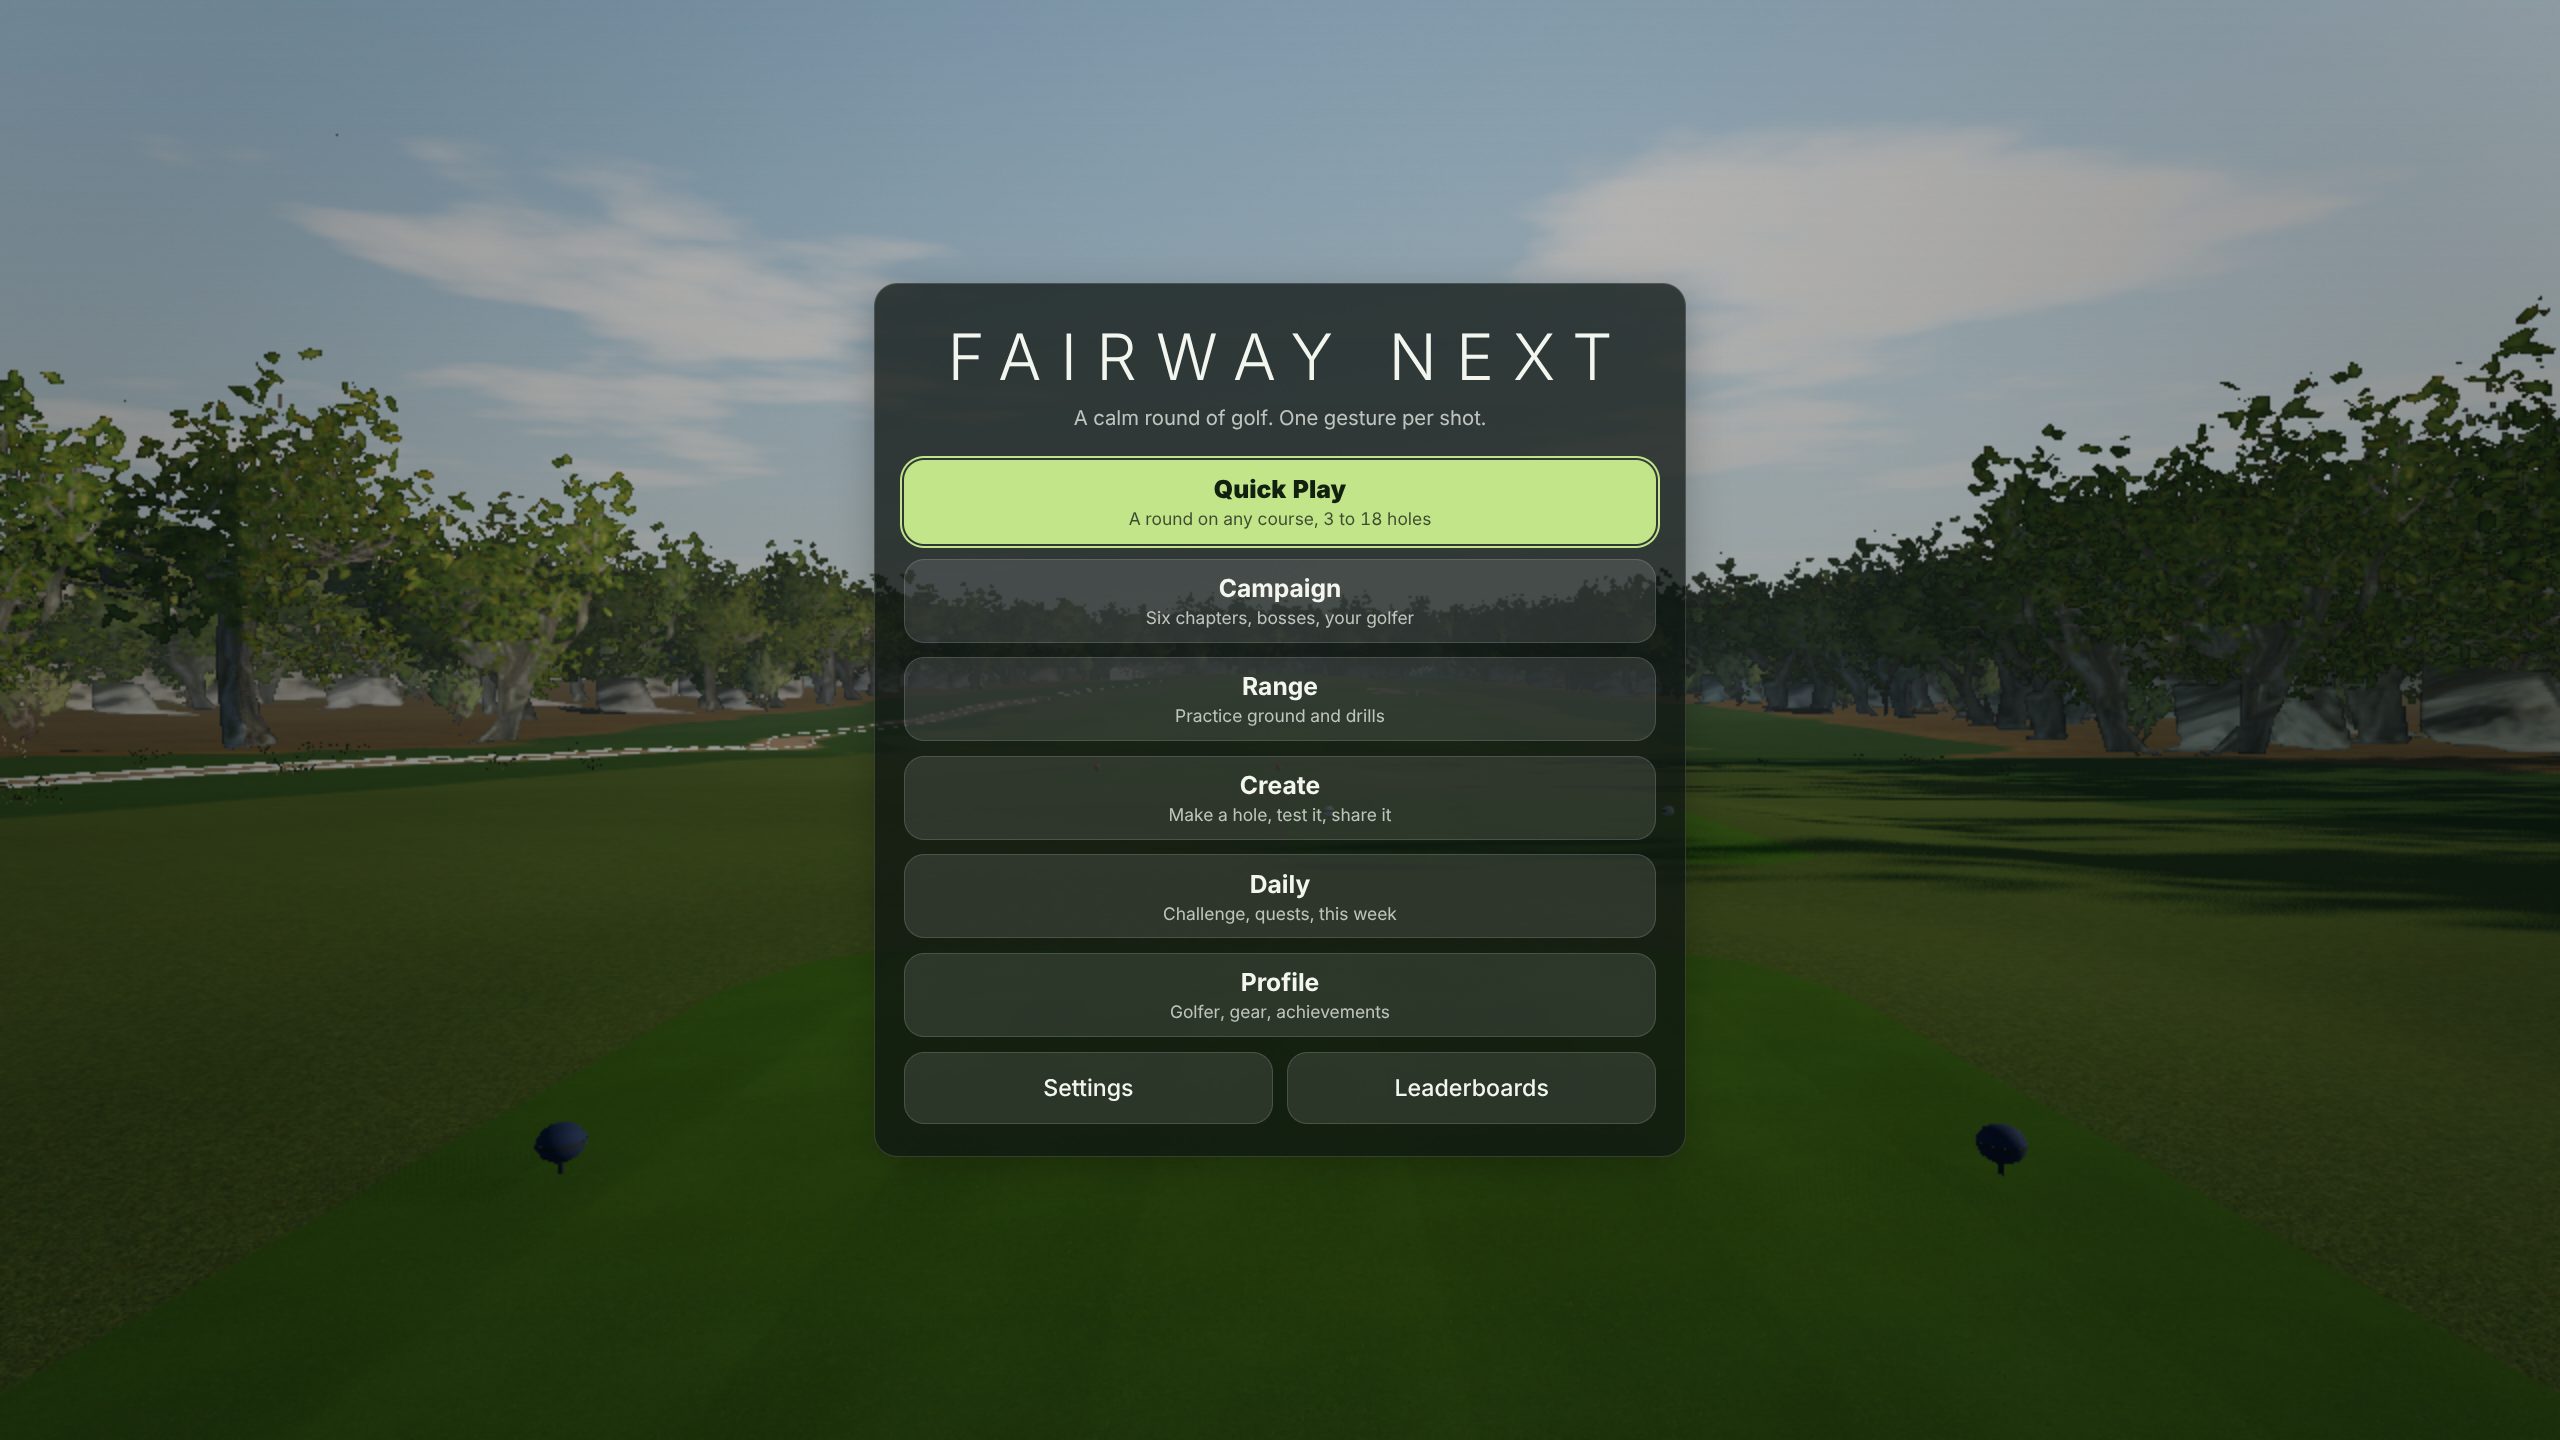 FAIRWAY NEXT
A calm round of golf. One gesture per shot.
Quick Play
A round on any course, 3 to 18 holes
Campaign
Six chapters, bosses, your golfer
Range
Practice ground and drills
Create
Make a hole, test it, share it
Daily
Challenge, quests, this week
Profile
Golfer, gear, achievements
Settings
Leaderboards